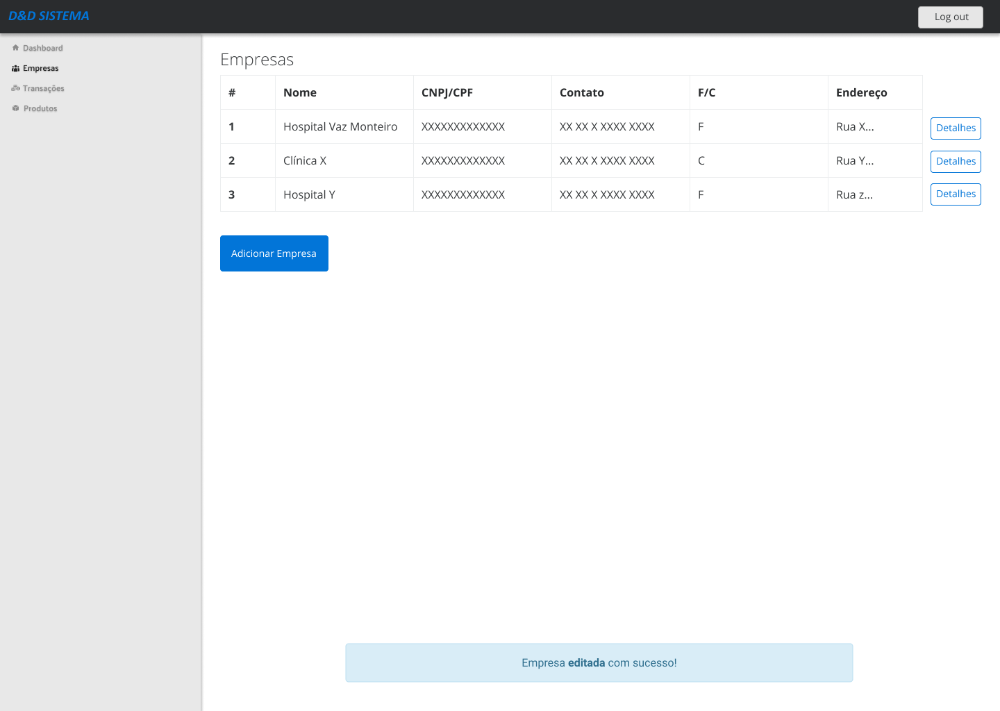 D&D SISTEMA
Log out
Dashboard
Empresas
Transações
Produtos
Empresas
# Nome CNPJ/CPF Contato F/C Endereço
1 Hospital Vaz Monteiro XXXXXXXXXXXXX XX XX X XXXX XXXX F Rua X... Detalhes
2 Clínica X XXXXXXXXXXXXX XX XX X XXXX XXXX C Rua Y... Detalhes
3 Hospital Y XXXXXXXXXXXXX XX XX X XXXX XXXX F Rua z... Detalhes
Adicionar Empresa
Empresa editada com sucesso!